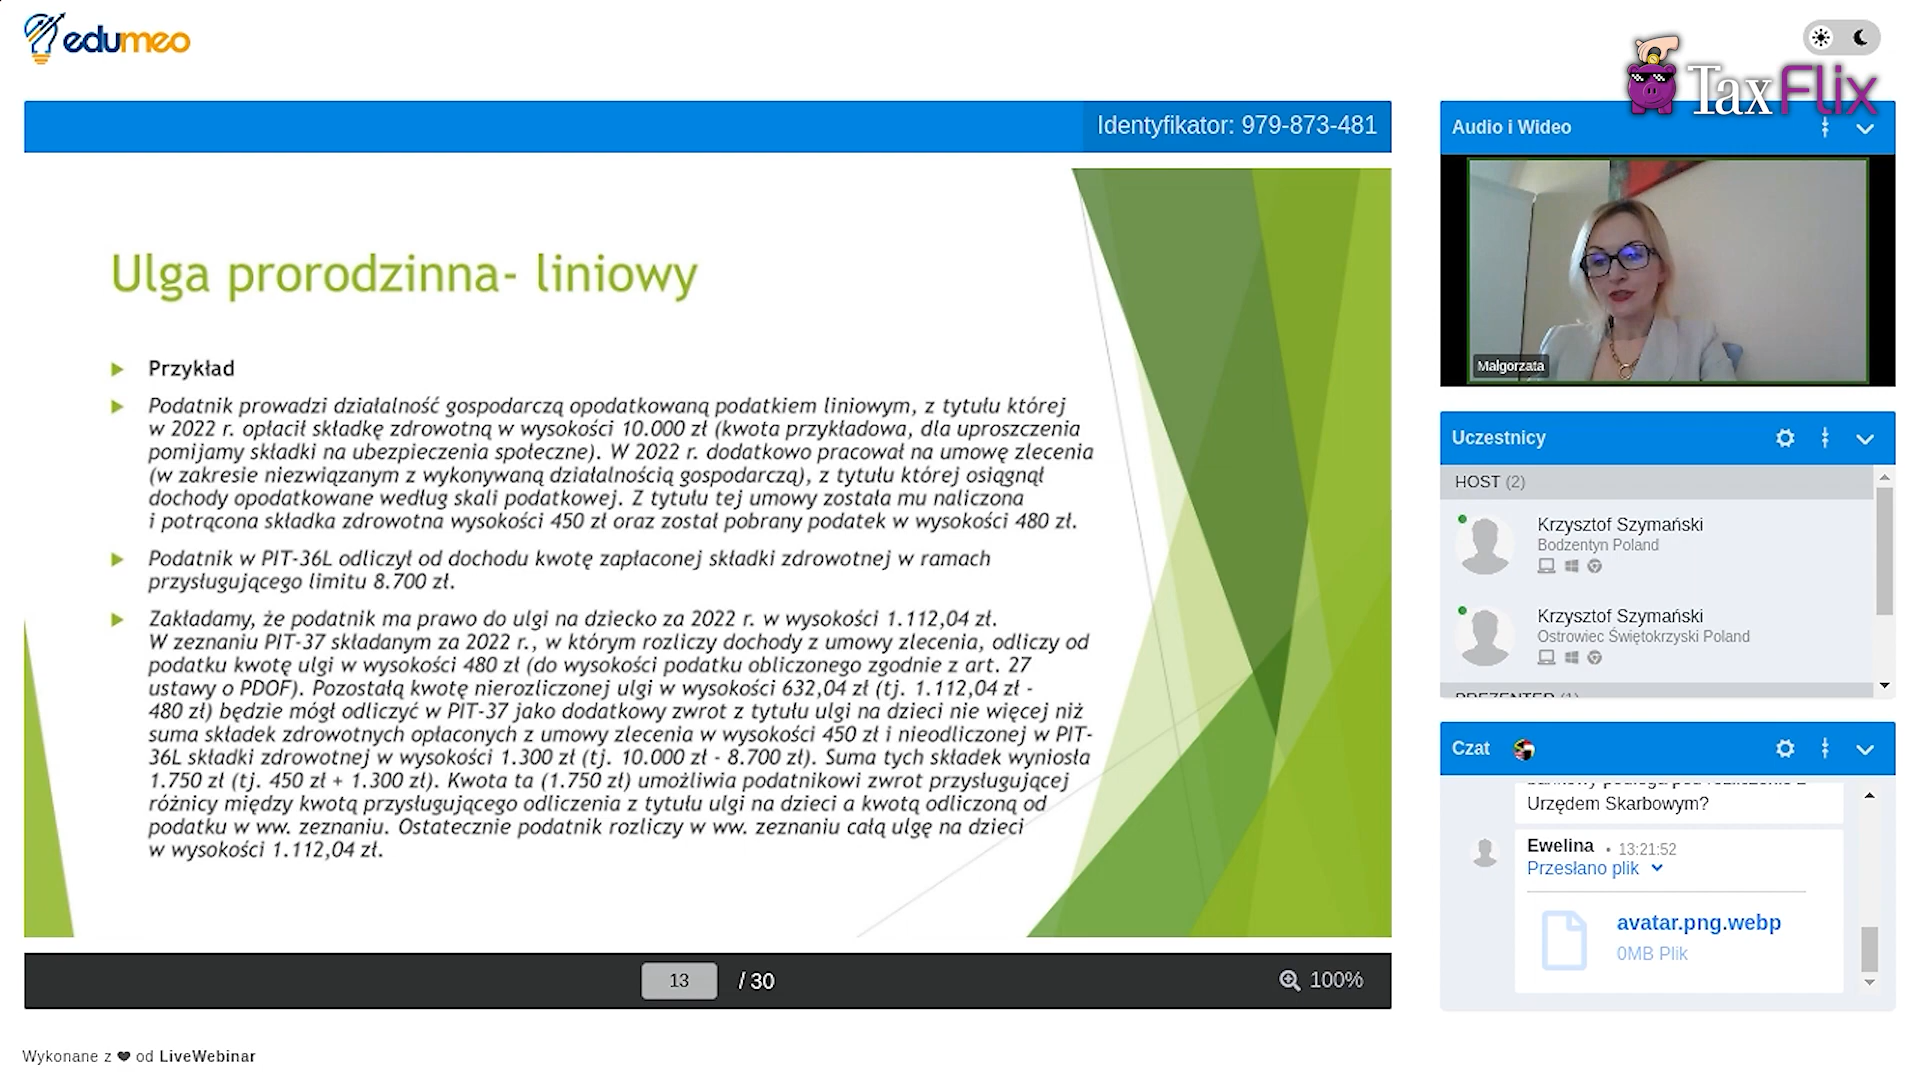 edumeo
TaxFlix
Identyfikator: 979-873-481
Ulga prorodzinna- liniowy
Przykład
Podatnik prowadzi działalność gospodarczą opodatkowaną podatkiem liniowym, z tytułu której
w 2022 r. opłacił składkę zdrowotną w wysokości 10.000 zł (kwota przykładowa, dla uproszczenia
pomijamy składki na ubezpieczenia społeczne). W 2022 r. dodatkowo pracował na umowę zlecenia
(w zakresie niezwiązanym z wykonywaną działalnością gospodarczą), z tytułu której osiągnął
dochody opodatkowane według skali podatkowej. Z tytułu tej umowy została mu naliczona
i potrącona składka zdrowotna wysokości 450 zł oraz został pobrany podatek w wysokości 480 zł.
Podatnik w PIT-36L odliczył od dochodu kwotę zapłaconej składki zdrowotnej w ramach
przysługującego limitu 8.700 zł.
Zakładamy, że podatnik ma prawo do ulgi na dziecko za 2022 r. w wysokości 1.112,04 zł.
W zeznaniu PIT-37 składanym za 2022 r., w którym rozliczy dochody z umowy zlecenia, odliczy od
podatku kwotę ulgi w wysokości 480 zł (do wysokości podatku obliczonego zgodnie z art. 27
ustawy o PDOF). Pozostałą kwotę nierozliczonej ulgi w wysokości 632,04 zł (tj. 1.112,04 zł -
480 zł) będzie mógł odliczyć w PIT-37 jako dodatkowy zwrot z tytułu ulgi na dzieci nie więcej niż
suma składek zdrowotnych opłaconych z umowy zlecenia w wysokości 450 zł i nieodliczonej w PIT-
36L składki zdrowotnej w wysokości 1.300 zł (tj. 10.000 zł - 8.700 zł). Suma tych składek wyniosła
1.750 zł (tj. 450 zł + 1.300 zł). Kwota ta (1.750 zł) umożliwia podatnikowi zwrot przysługującej
różnicy między kwotą przysługującego odliczenia z tytułu ulgi na dzieci a kwotą odliczoną od
podatku w ww. zeznaniu. Ostatecznie podatnik rozliczy w ww. zeznaniu całą ulgę na dzieci
w wysokości 1.112,04 zł.
13 / 30
100%
Wykonane z ❤ od LiveWebinar
Audio i Wideo
Małgorzata
Uczestnicy
HOST (2)
Krzysztof Szymański
Bodzentyn Poland
Krzysztof Szymański
Ostrowiec Świętokrzyski Poland
PREZENTER (1)
Czat
Urzędem Skarbowym?
Ewelina • 13:21:52
Przesłano plik
avatar.png.webp
0MB Plik